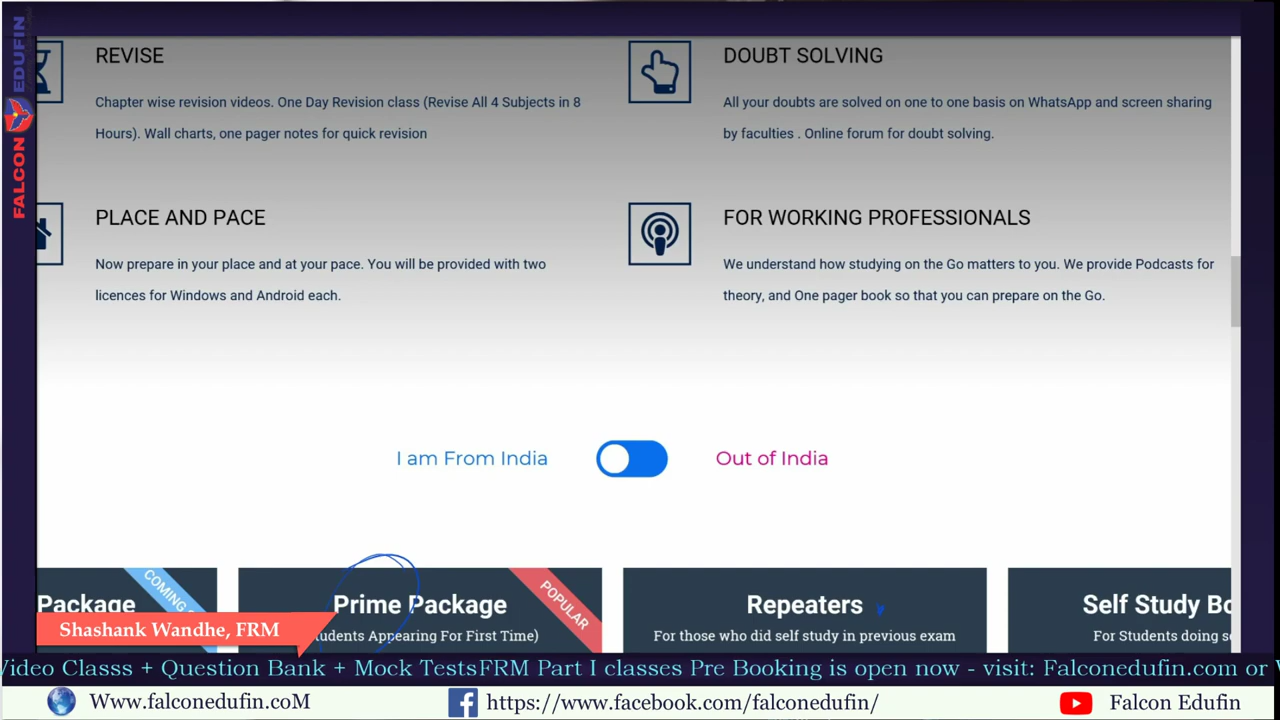 FALCON EDUFIN
REVISE
Chapter wise revision videos. One Day Revision class (Revise All 4 Subjects in 8
Hours). Wall charts, one pager notes for quick revision
DOUBT SOLVING
All your doubts are solved on one to one basis on WhatsApp and screen sharing
by faculties . Online forum for doubt solving.
PLACE AND PACE
Now prepare in your place and at your pace. You will be provided with two
licences for Windows and Android each.
FOR WORKING PROFESSIONALS
We understand how studying on the Go matters to you. We provide Podcasts for
theory, and One pager book so that you can prepare on the Go.
I am From India
Out of India
COMING
Package
Prime Package
POPULAR
tudents Appearing For First Time)
Repeaters
For those who did self study in previous exam
Self Study Bo
For Students doing s
Shashank Wandhe, FRM
Video Classs + Question Bank + Mock TestsFRM Part I classes Pre Booking is open now - visit: Falconedufin.com or
Www.falconedufin.coM
https://www.facebook.com/falconedufin/
Falcon Edufin